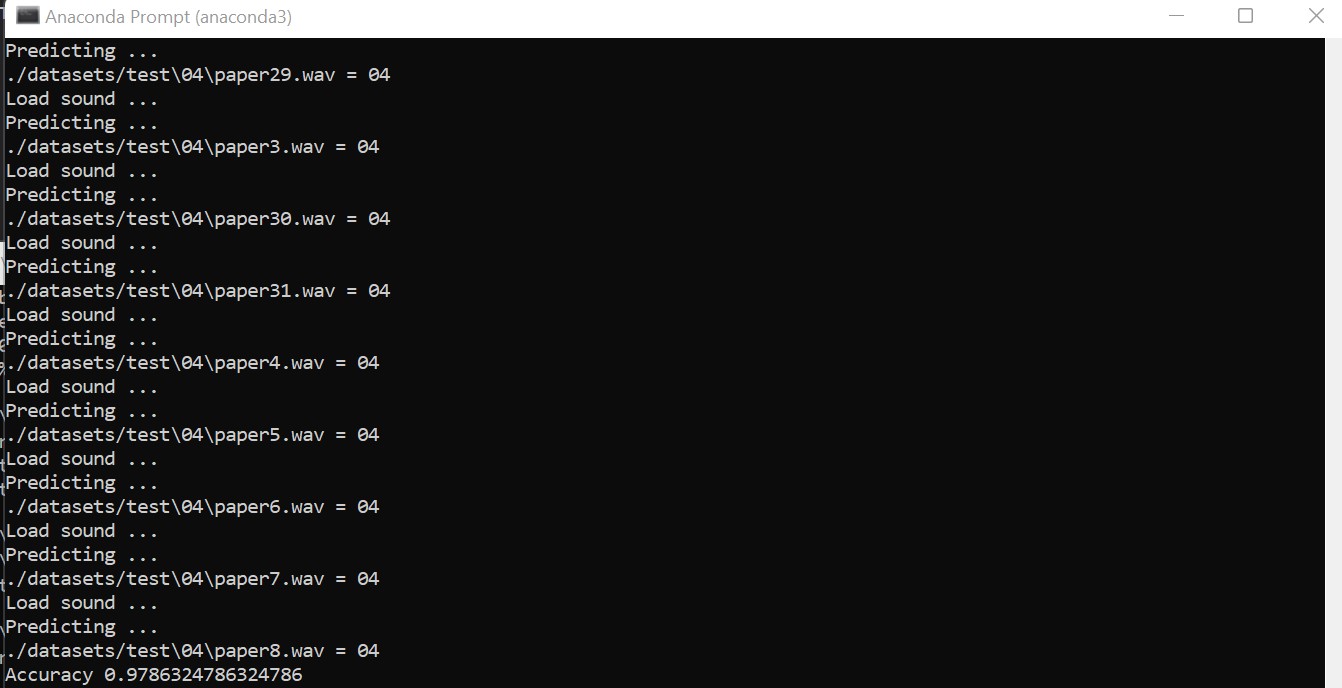 Anaconda Prompt (anaconda3)
Predicting ...
./datasets/test\04\paper29.wav = 04
Load sound ...
Predicting ...
./datasets/test\04\paper3.wav = 04
Load sound ...
Predicting ...
./datasets/test\04\paper30.wav = 04
Load sound ...
Predicting ...
./datasets/test\04\paper31.wav = 04
Load sound ...
Predicting ...
./datasets/test\04\paper4.wav = 04
Load sound ...
Predicting ...
./datasets/test\04\paper5.wav = 04
Load sound ...
Predicting ...
./datasets/test\04\paper6.wav = 04
Load sound ...
Predicting ...
./datasets/test\04\paper7.wav = 04
Load sound ...
Predicting ...
./datasets/test\04\paper8.wav = 04
Accuracy 0.9786324786324786